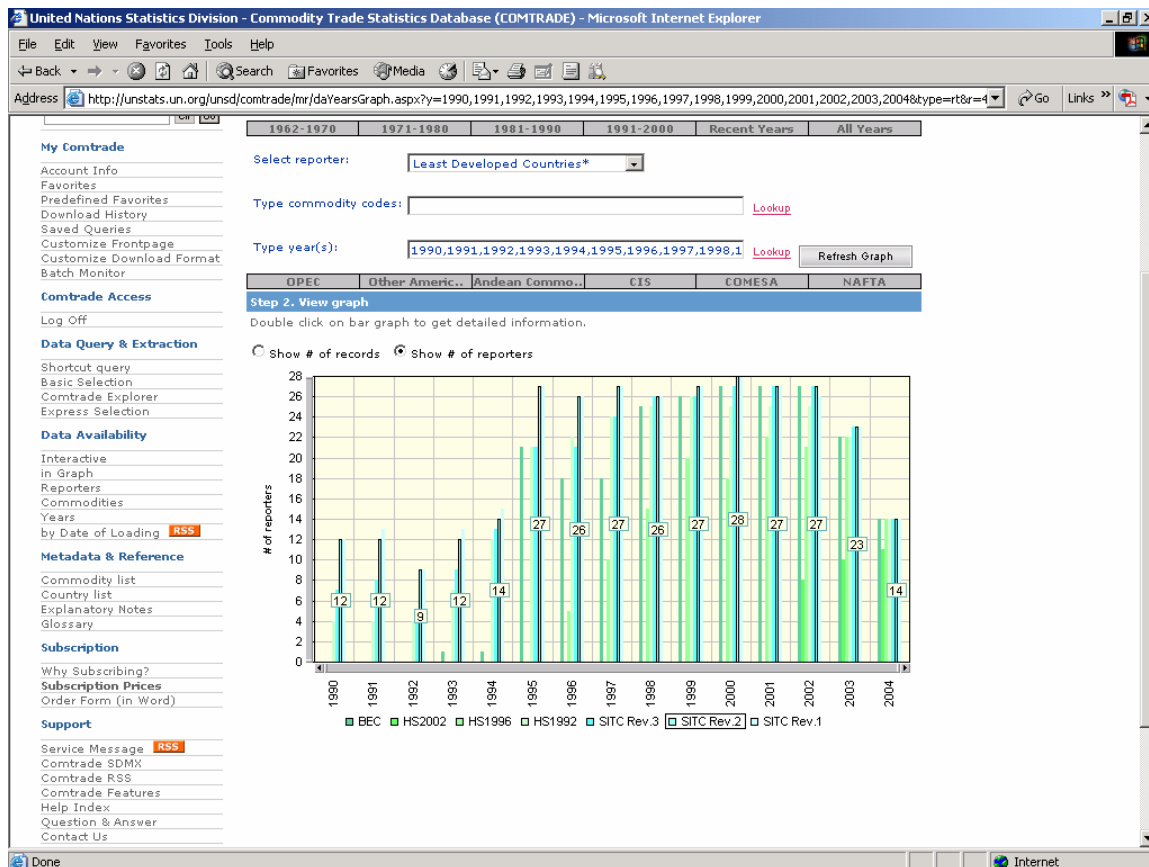 United Nations Statistics Division - Commodity Trade Statistics Database (COMTRADE) - Microsoft Internet Explorer
File Edit View Favorites Tools Help
Back Search Favorites Media
Address http://unstats.un.org/unsd/comtrade/mr/daYearsGraph.aspx?y=1990,1991,1992,1993,1994,1995,1996,1997,1998,1999,2000,2001,2002,2003,2004&type=rt&r=4 Go Links »
1962-1970 1971-1980 1981-1990 1991-2000 Recent Years All Years
My Comtrade
Account Info
Favorites
Predefined Favorites
Download History
Saved Queries
Customize Frontpage
Customize Download Format
Batch Monitor
Comtrade Access
Log Off
Data Query & Extraction
Shortcut query
Basic Selection
Comtrade Explorer
Express Selection
Data Availability
Interactive
in Graph
Reporters
Commodities
Years
by Date of Loading RSS
Metadata & Reference
Commodity list
Country list
Explanatory Notes
Glossary
Subscription
Why Subscribing?
Subscription Prices
Order Form (in Word)
Support
Service Message RSS
Comtrade SDMX
Comtrade RSS
Comtrade Features
Help Index
Question & Answer
Contact Us
Select reporter: Least Developed Countries*
Type commodity codes: Lookup
Type year(s): 1990,1991,1992,1993,1994,1995,1996,1997,1998,1 Lookup Refresh Graph
OPEC Other Americ.. Andean Commo.. CIS COMESA NAFTA
Step 2. View graph
Double click on bar graph to get detailed information.
Show # of records Show # of reporters
# of reporters
28
26
24
22
20
18
16
14
12
10
8
6
4
2
0
12 12 9 12 14 27 26 27 26 27 28 27 27 23 14
1990 1991 1992 1993 1994 1995 1996 1997 1998 1999 2000 2001 2002 2003 2004
BEC HS2002 HS1996 HS1992 SITC Rev.3 SITC Rev.2 SITC Rev.1
Done Internet